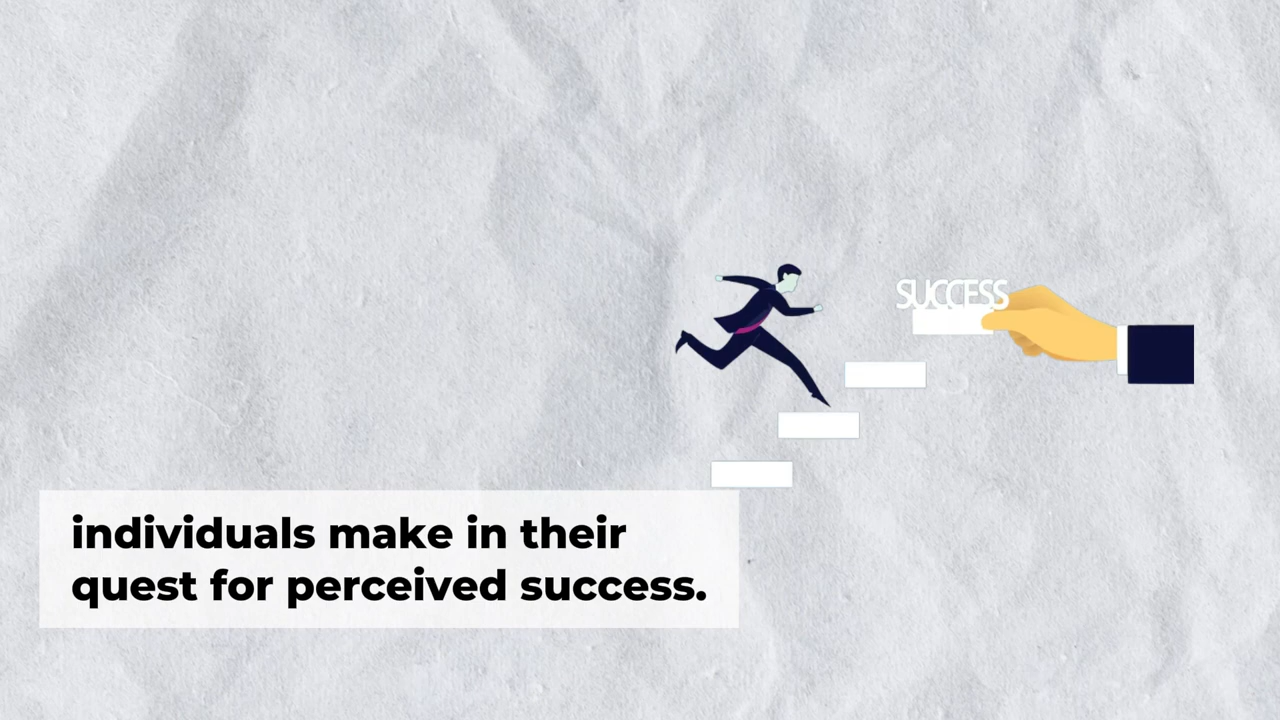 SUCCESS
individuals make in their
quest for perceived success.